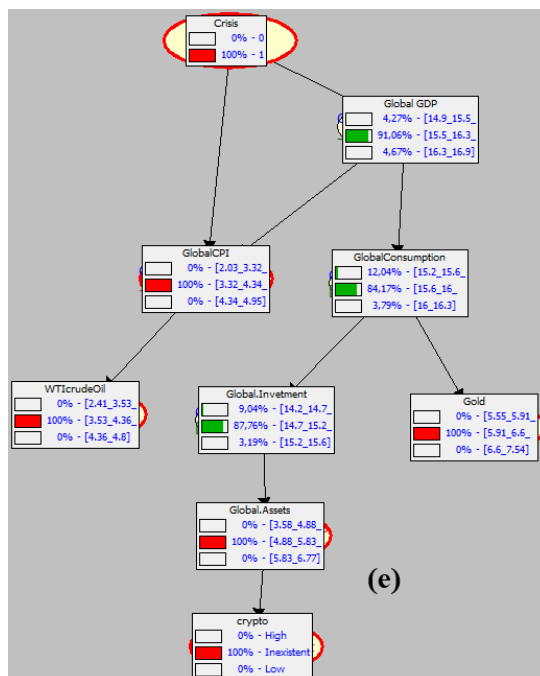 Crisis
0% - 0
100% - 1
Global GDP
4,27% - [14.9_15.5_
91,06% - [15.5_16.3_
4,67% - [16.3_16.9]
GlobalCPI
0% - [2.03_3.32_
100% - [3.32_4.34_
0% - [4.34_4.95]
GlobalConsumption
12,04% - [15.2_15.6_
84,17% - [15.6_16_
3,79% - [16_16.3]
WTIcrudeOil
0% - [2.41_3.53_
100% - [3.53_4.36_
0% - [4.36_4.8]
Global.Invetment
9,04% - [14.2_14.7_
87,76% - [14.7_15.2_
3,19% - [15.2_15.6]
Gold
0% - [5.55_5.91_
100% - [5.91_6.6_
0% - [6.6_7.54]
Global.Assets
0% - [3.58_4.88_
100% - [4.88_5.83_
0% - [5.83_6.77]
(e)
crypto
0% - High
100% - Inexistent
0% - Low